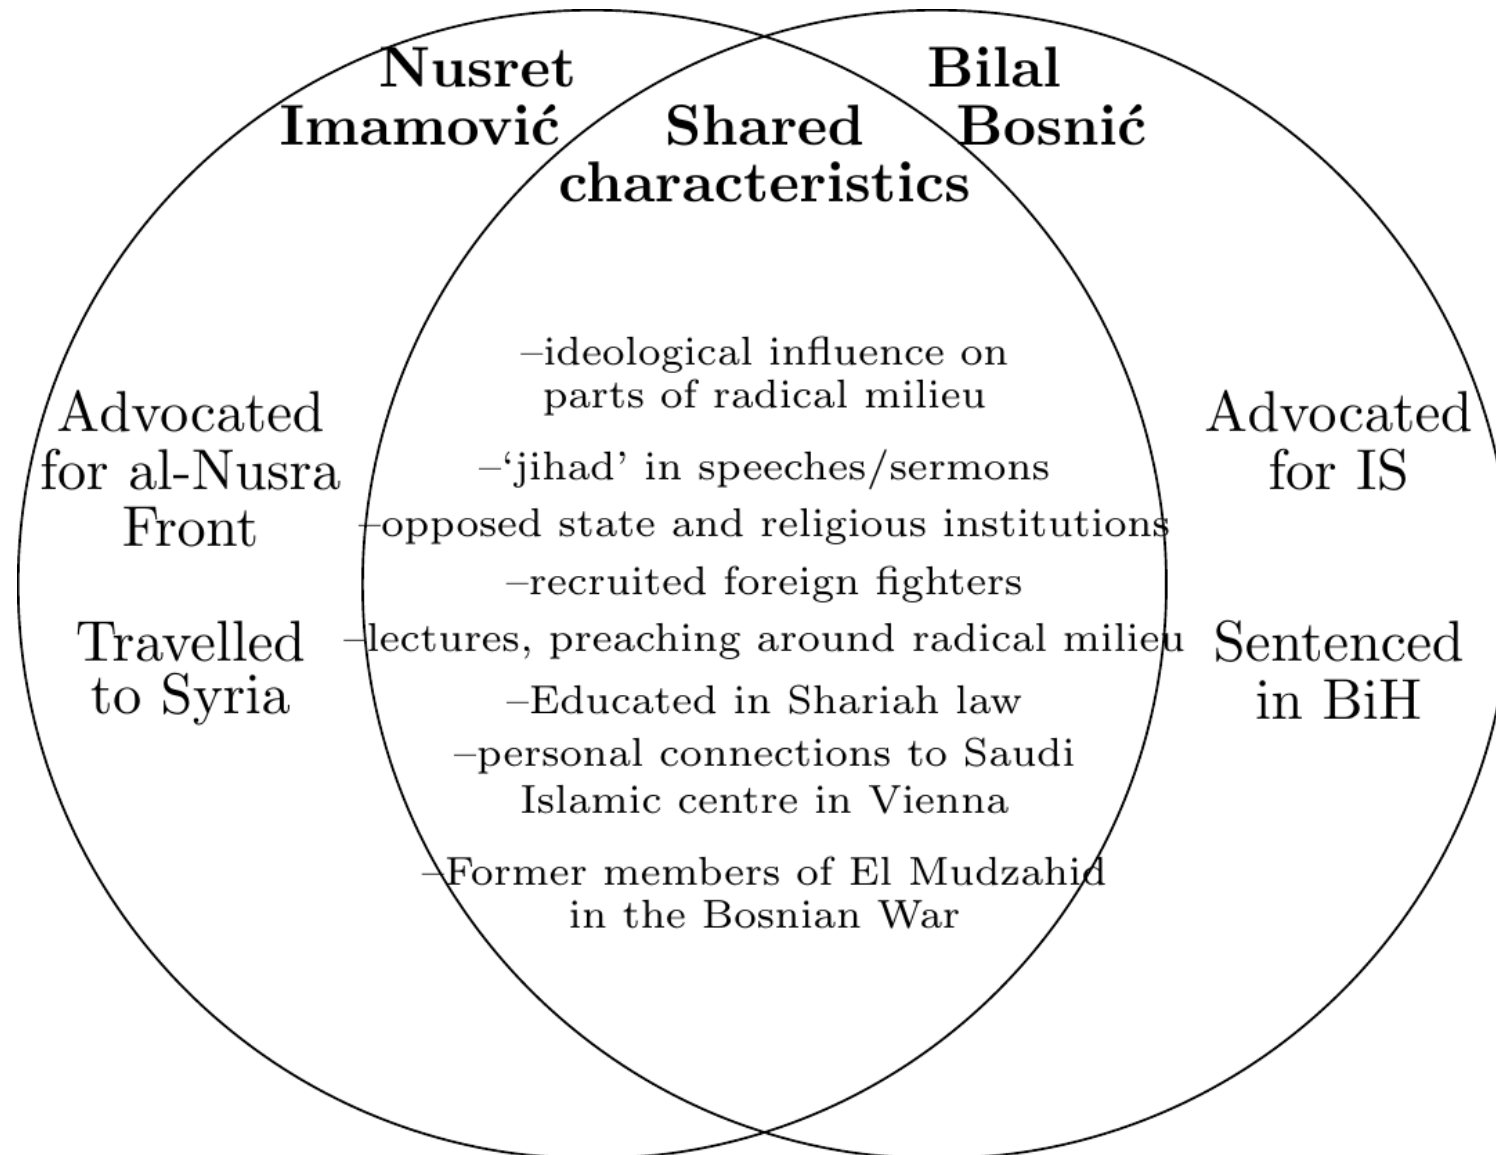 Nusret
Imamović
Bilal
Bosnić
Shared
characteristics
Advocated
for al-Nusra
Front
Travelled
to Syria
–ideological influence on
parts of radical milieu
–‘jihad’ in speeches/sermons
–opposed state and religious institutions
–recruited foreign fighters
–lectures, preaching around radical milieu
–Educated in Shariah law
–personal connections to Saudi
Islamic centre in Vienna
–Former members of El Mudzahid
in the Bosnian War
Advocated
for IS
Sentenced
in BiH